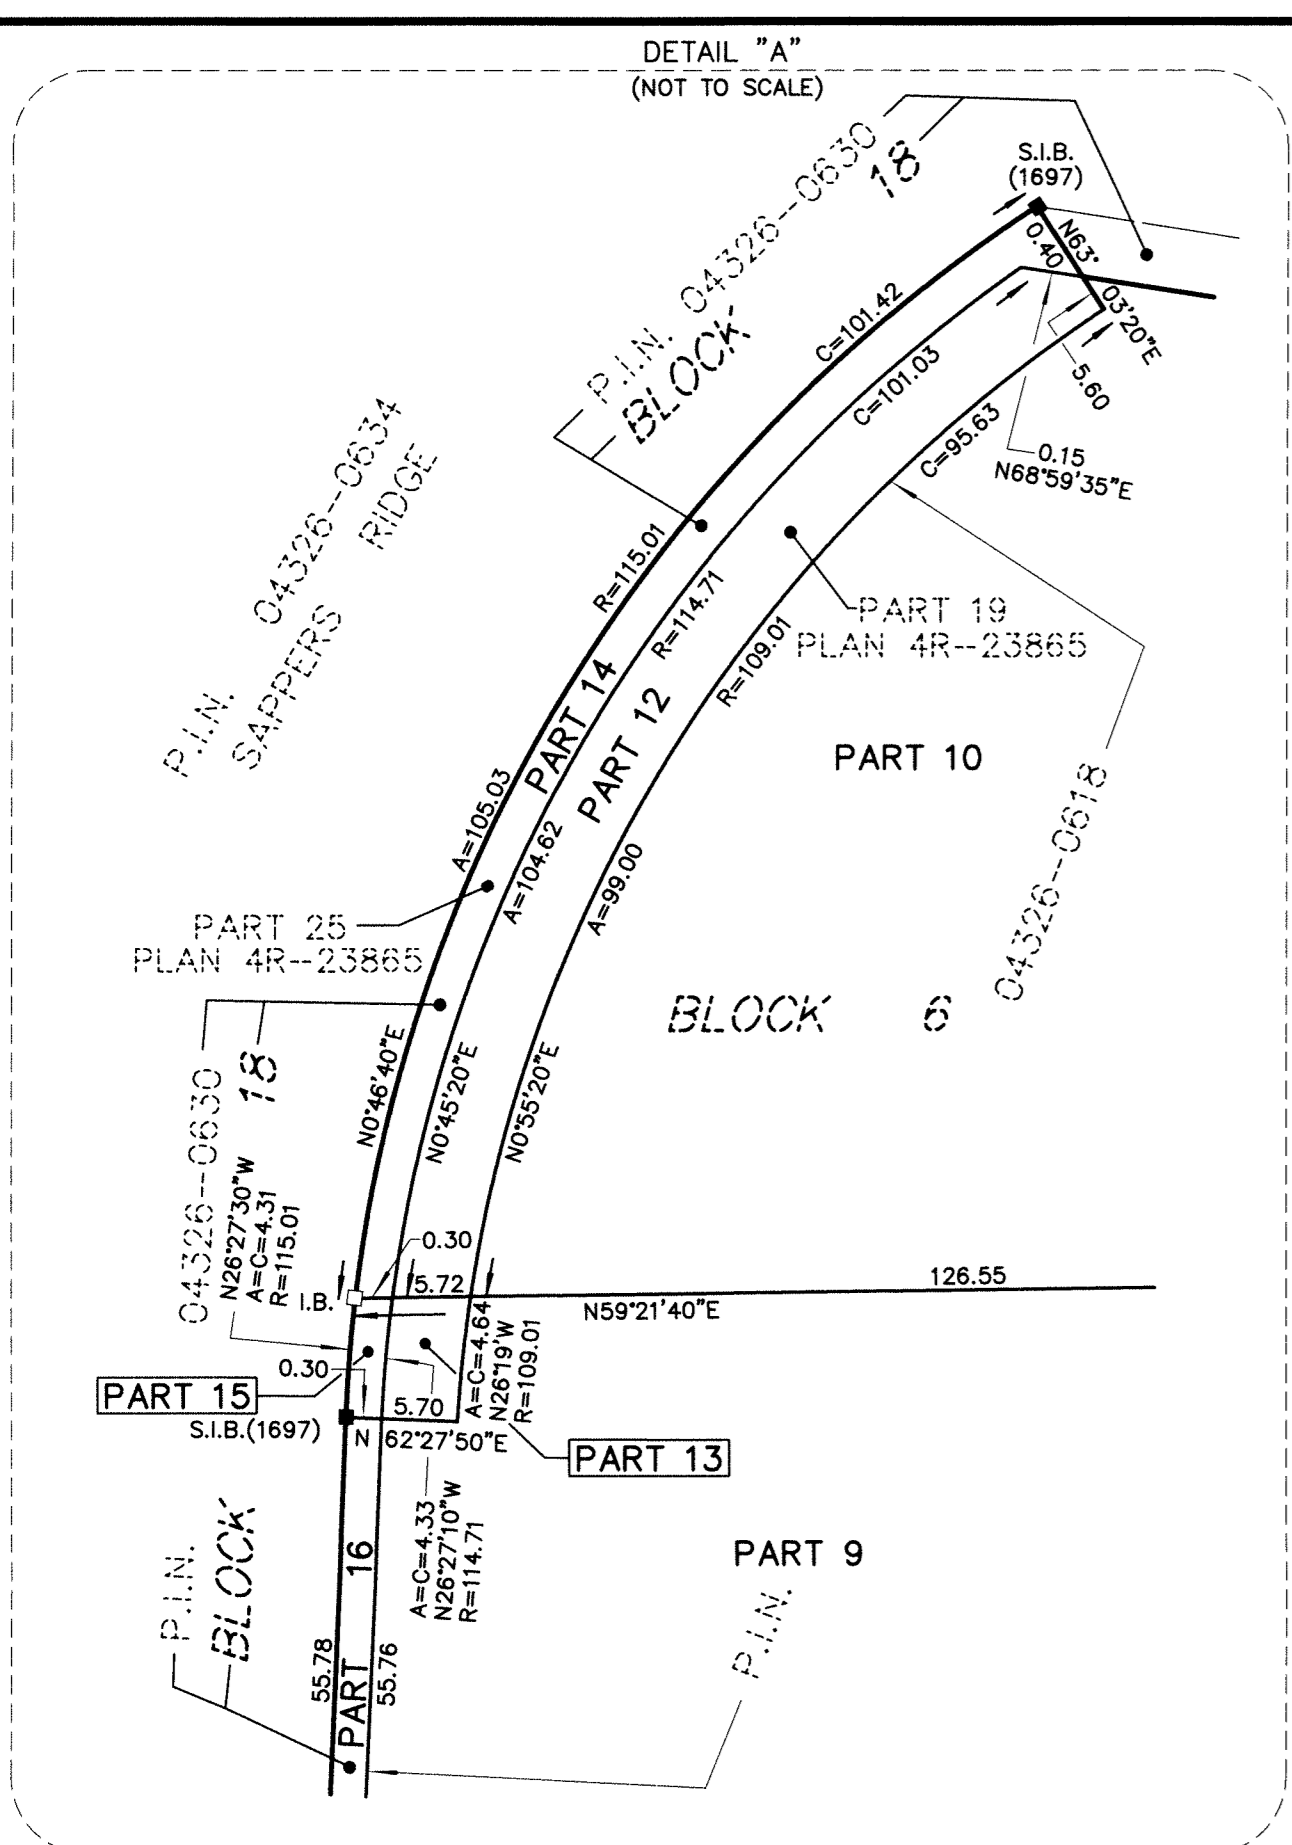 DETAIL "A"
(NOT TO SCALE)
S.I.B.
(1697)
P.I.N. 04326--0630
BLOCK 18
N63° 03'20"E
0.40
5.60
0.15
N68°59'35"E
C=101.42
C=101.03
C=95.63
P.I.N. 04326--0634
SAPPERS RIDGE
R=115.01
R=114.71
R=109.01
PART 19
PLAN 4R--23865
PART 14
PART 12
PART 10
A=105.03
A=104.62
A=99.00
PART 25
PLAN 4R--23865
BLOCK 6
N0°46'40"E
N0°45'20"E
N0°55'20"E
P.I.N. 04326--0630
BLOCK 18
N26°27'30"W
A=C=4.31
R=115.01
I.B.
0.30
5.72
126.55
N59°21'40"E
A=C=4.64
N26°19'W
R=109.01
0.30
PART 15
S.I.B.(1697)
5.70
N 62°27'50"E
PART 13
A=C=4.33
N26°27'10"W
R=114.71
PART 9
PART 16
55.78
55.76
P.I.N. 04326--0618